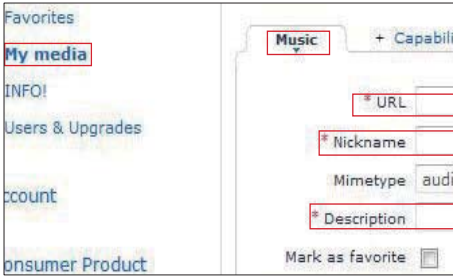 Favorites
My media
INFO!
Users & Upgrades
ccount
onsumer Product
Music
+ Capabili
* URL
* Nickname
Mimetype audi
* Description
Mark as favorite